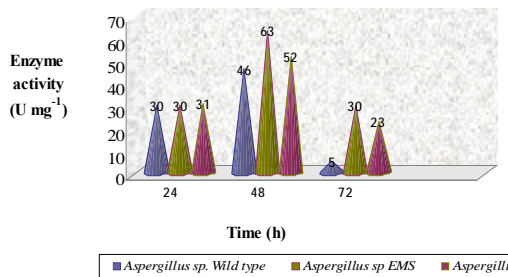 70
60
50
40
30
20
10
0
Enzyme
activity
(U mg⁻¹)
30 30 31
46 63 52
5 30 23
24 48 72
Time (h)
Aspergillus sp. Wild type Aspergillus sp EMS Aspergill